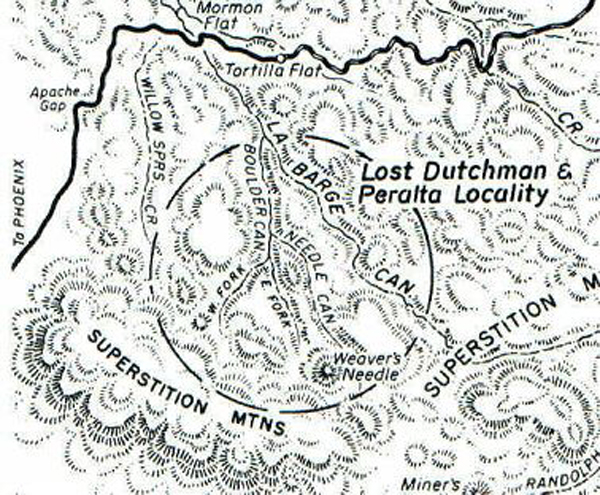 Mormon
Flat
Tortilla Flat
Apache
Gap
WILLOW SPRS
CR
CR
To PHOENIX
LA BARGE CAN
BOULDER CAN
Lost Dutchman &
Peralta Locality
NEEDLE CAN
W. FORK
E FORK
Weaver's
Needle
SUPERSTITION MTNS
SUPERSTITION M
Miner's
RANDOLPH